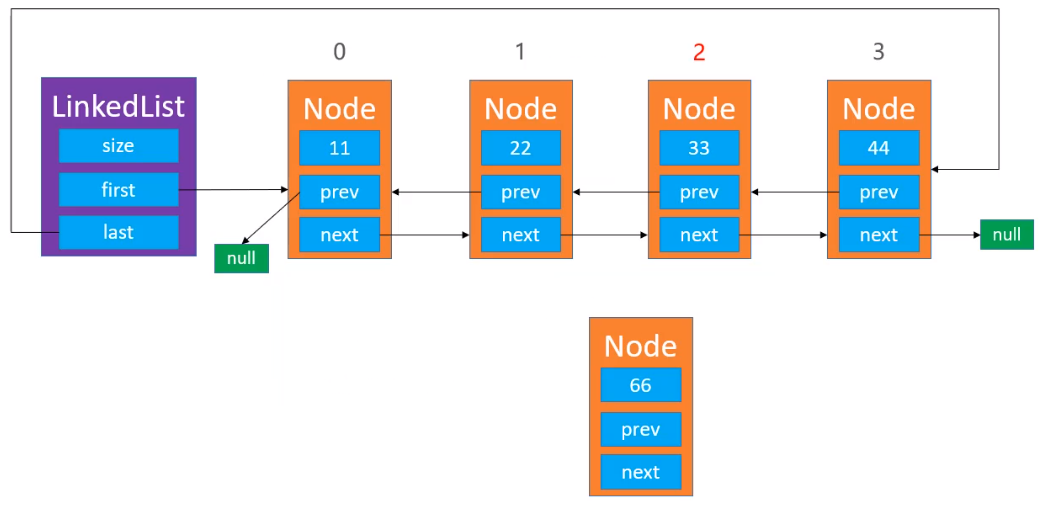 0 1 2 3
LinkedList
size
first
last
Node
11
prev
next
null
Node
22
prev
next
Node
33
prev
next
Node
44
prev
next
null
Node
66
prev
next